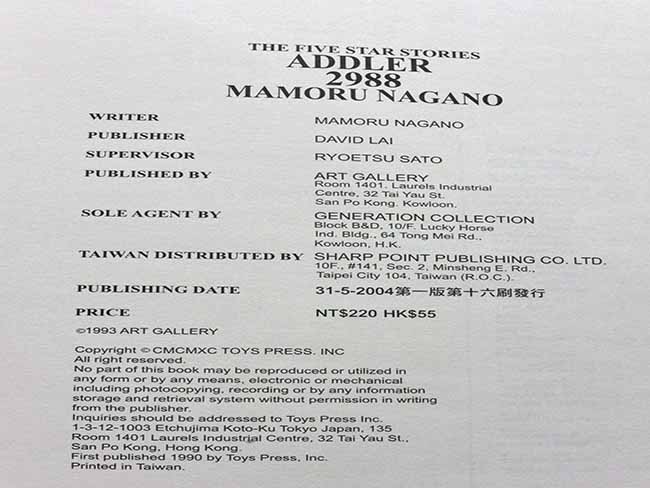 THE FIVE STAR STORIES
ADDLER
2988
MAMORU NAGANO
WRITER MAMORU NAGANO
PUBLISHER DAVID LAI
SUPERVISOR RYOETSU SATO
PUBLISHED BY ART GALLERY
Room 1401. Laurels Industrial
Centre, 32 Tai Yau St.
San Po Kong. Kowloon.
SOLE AGENT BY GENERATION COLLECTION
Block B&D, 10/F. Lucky Horse
Ind. Bldg., 64 Tong Mei Rd.,
Kowloon, H.K.
TAIWAN DISTRIBUTED BY SHARP POINT PUBLISHING CO. LTD.
10F., #141, Sec. 2, Minsheng E. Rd.,
Taipei City 104, Taiwan (R.O.C.).
PUBLISHING DATE 31-5-2004第一版第十六刷發行
PRICE NT$220 HK$55
©1993 ART GALLERY
Copyright © CMCMXC TOYS PRESS. INC
All right reserved.
No part of this book may be reproduced or utilized in
any form or by any means, electronic or mechanical
including photocopying, recording or by any information
storage and retrieval system without permission in writing
from the publisher.
Inquiries should be addressed to Toys Press Inc.
1-3-12-1003 Etchujima Koto-Ku Tokyo Japan, 135
Room 1401 Laurels Industrial Centre, 32 Tai Yau St.,
San Po Kong, Hong Kong.
First published 1990 by Toys Press, Inc.
Printed in Taiwan.